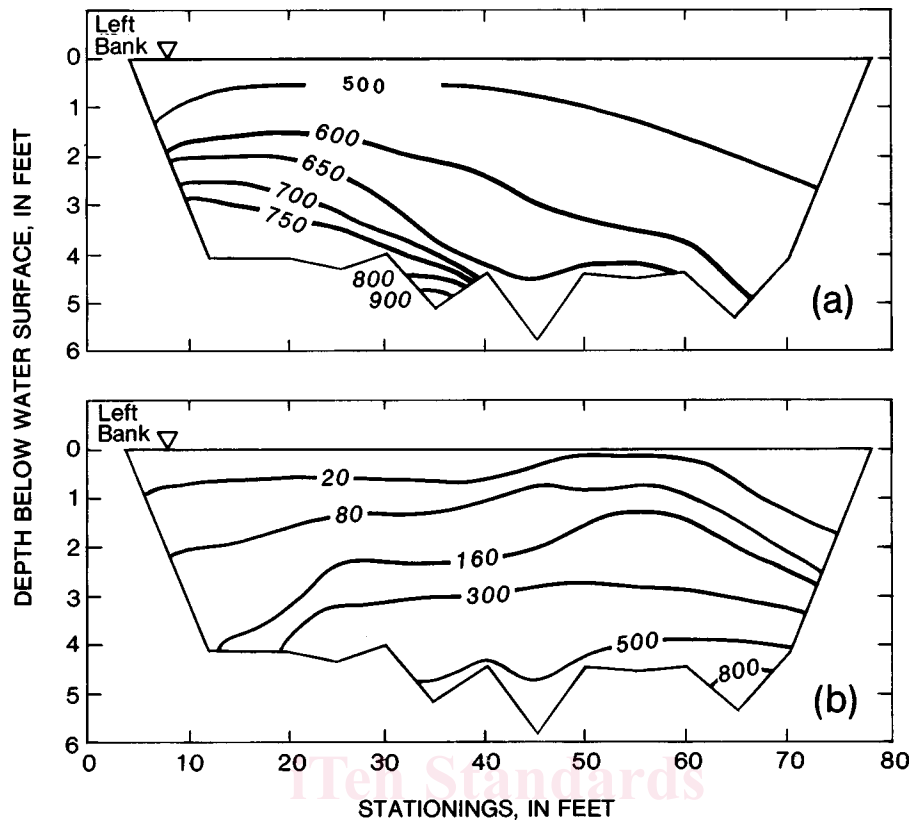 Left
Bank
0
1
2
3
4
5
6
500
600
650
700
750
800
900
(a)
DEPTH BELOW WATER SURFACE, IN FEET
Left
Bank
0
1
2
3
4
5
6
20
80
160
300
500
800
(b)
0 10 20 30 40 50 60 70 80
iTeh Standards
STATIONINGS, IN FEET